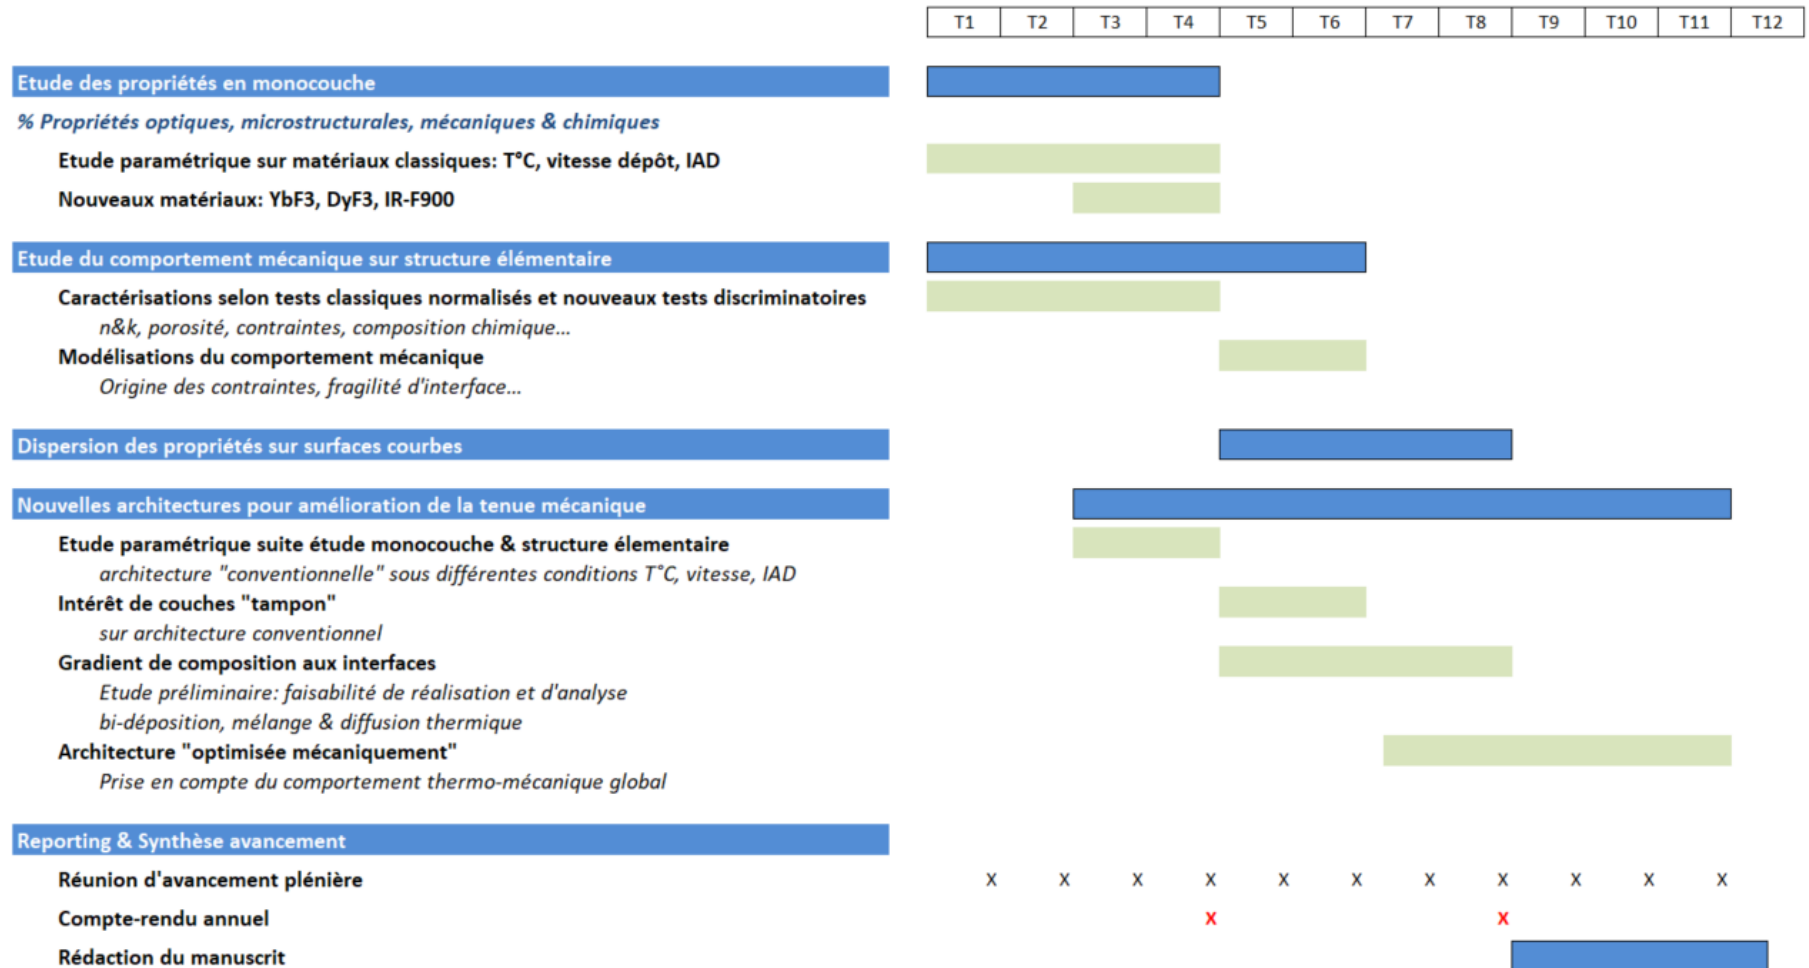 T1 T2 T3 T4 T5 T6 T7 T8 T9 T10 T11 T12
Etude des propriétés en monocouche
% Propriétés optiques, microstructurales, mécaniques & chimiques
Etude paramétrique sur matériaux classiques: T°C, vitesse dépôt, IAD
Nouveaux matériaux: YbF3, DyF3, IR-F900
Etude du comportement mécanique sur structure élémentaire
Caractérisations selon tests classiques normalisés et nouveaux tests discriminatoires
n&k, porosité, contraintes, composition chimique...
Modélisations du comportement mécanique
Origine des contraintes, fragilité d'interface...
Dispersion des propriétés sur surfaces courbes
Nouvelles architectures pour amélioration de la tenue mécanique
Etude paramétrique suite étude monocouche & structure élementaire
architecture "conventionnelle" sous différentes conditions T°C, vitesse, IAD
Intérêt de couches "tampon"
sur architecture conventionnel
Gradient de composition aux interfaces
Etude préliminaire: faisabilité de réalisation et d'analyse
bi-déposition, mélange & diffusion thermique
Architecture "optimisée mécaniquement"
Prise en compte du comportement thermo-mécanique global
Reporting & Synthèse avancement
Réunion d'avancement plénière X X X X X X X X X X X
Compte-rendu annuel X X
Rédaction du manuscrit